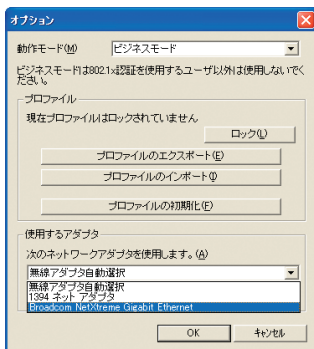 オプション
動作モード(M)
ビジネスモード
ビジネスモードは802.1x認証を使用するユーザ以外は使用しないでく
ださい。
プロファイル
現在プロファイルはロックされていません
ロック(L)
プロファイルのエクスポート(E)
プロファイルのインポート(I)
プロファイルの初期化(F)
使用するアダプタ
次のネットワークアダプタを使用します。(A)
無線アダプタ自動選択
無線アダプタ自動選択
1394 ネット アダプタ
Broadcom NetXtreme Gigabit Ethernet
OK
キャンセル